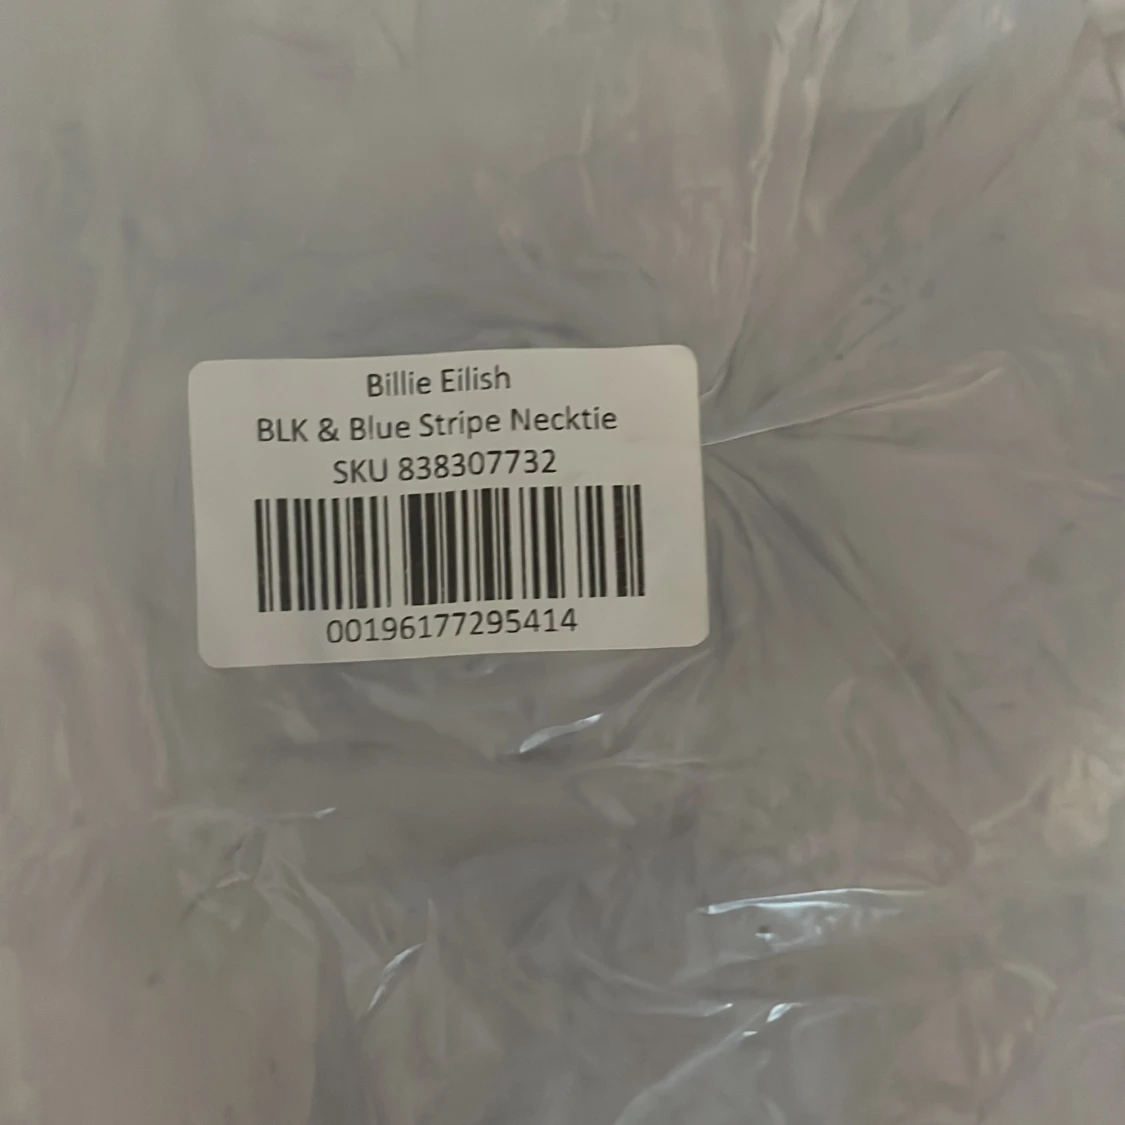 Billie Eilish
BLK & Blue Stripe Necktie
SKU 838307732
00196177295414